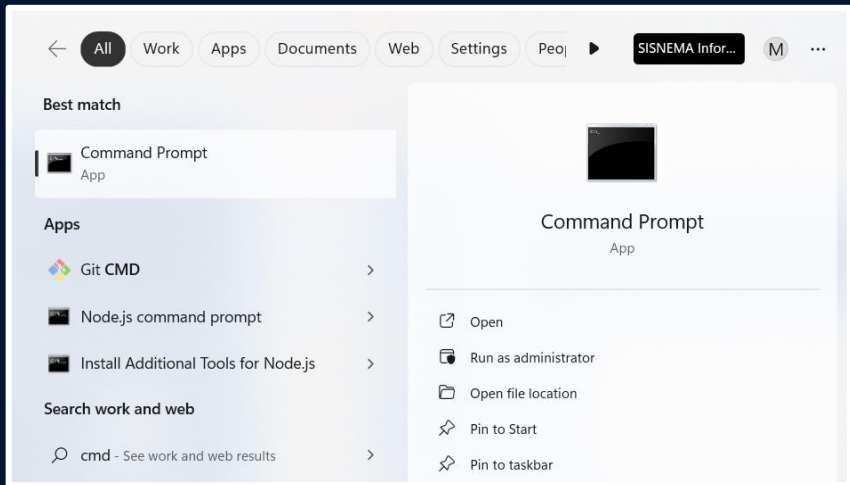 All Work Apps Documents Web Settings SISNEMA Infor... M ...
Best match
Command Prompt
App
Apps
Git CMD
Node.js command prompt
Install Additional Tools for Node.js
Search work and web
cmd - See work and web results
Command Prompt
App
Open
Run as administrator
Open file location
Pin to Start
Pin to taskbar